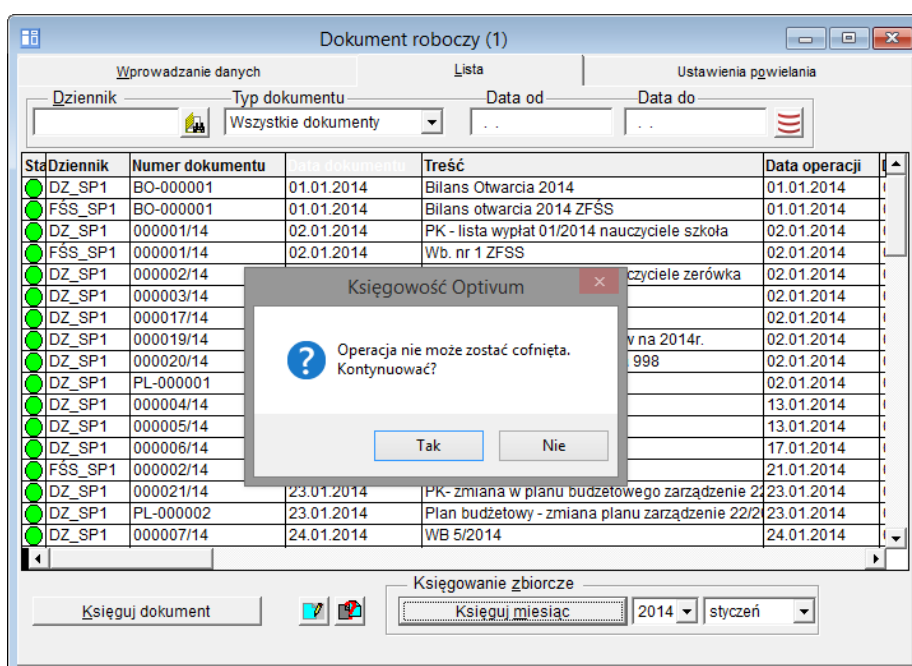 Dokument roboczy (1)
Wprowadzanie danych Lista Ustawienia powielania
Dziennik Typ dokumentu Data od Data do
Wszystkie dokumenty . . . .
Sta Dziennik Numer dokumentu Data dokumentu Treść Data operacji
DZ_SP1 BO-000001 01.01.2014 Bilans Otwarcia 2014 01.01.2014
FŚS_SP1 BO-000001 01.01.2014 Bilans otwarcia 2014 ZFŚS 01.01.2014
DZ_SP1 000001/14 02.01.2014 PK - lista wypłat 01/2014 nauczyciele szkoła 02.01.2014
FŚS_SP1 000001/14 02.01.2014 Wb. nr 1 ZFSS 02.01.2014
DZ_SP1 000002/14 czyciele zerówka 02.01.2014
DZ_SP1 000003/14 02.01.2014
DZ_SP1 000017/14 02.01.2014
DZ_SP1 000019/14 w na 2014r. 02.01.2014
DZ_SP1 000020/14 998 02.01.2014
DZ_SP1 PL-000001 02.01.2014
DZ_SP1 000004/14 13.01.2014
DZ_SP1 000005/14 13.01.2014
DZ_SP1 000006/14 17.01.2014
FŚS_SP1 000002/14 21.01.2014
DZ_SP1 000021/14 23.01.2014 PK- zmiana w planu budżetowego zarządzenie 22 23.01.2014
DZ_SP1 PL-000002 23.01.2014 Plan budżetowy - zmiana planu zarządzenie 22/20 23.01.2014
DZ_SP1 000007/14 24.01.2014 WB 5/2014 24.01.2014
Księgowość Optivum
Operacja nie może zostać cofnięta.
Kontynuować?
Tak Nie
Księgowanie zbiorcze
Księguj dokument Księguj miesiąc 2014 styczeń